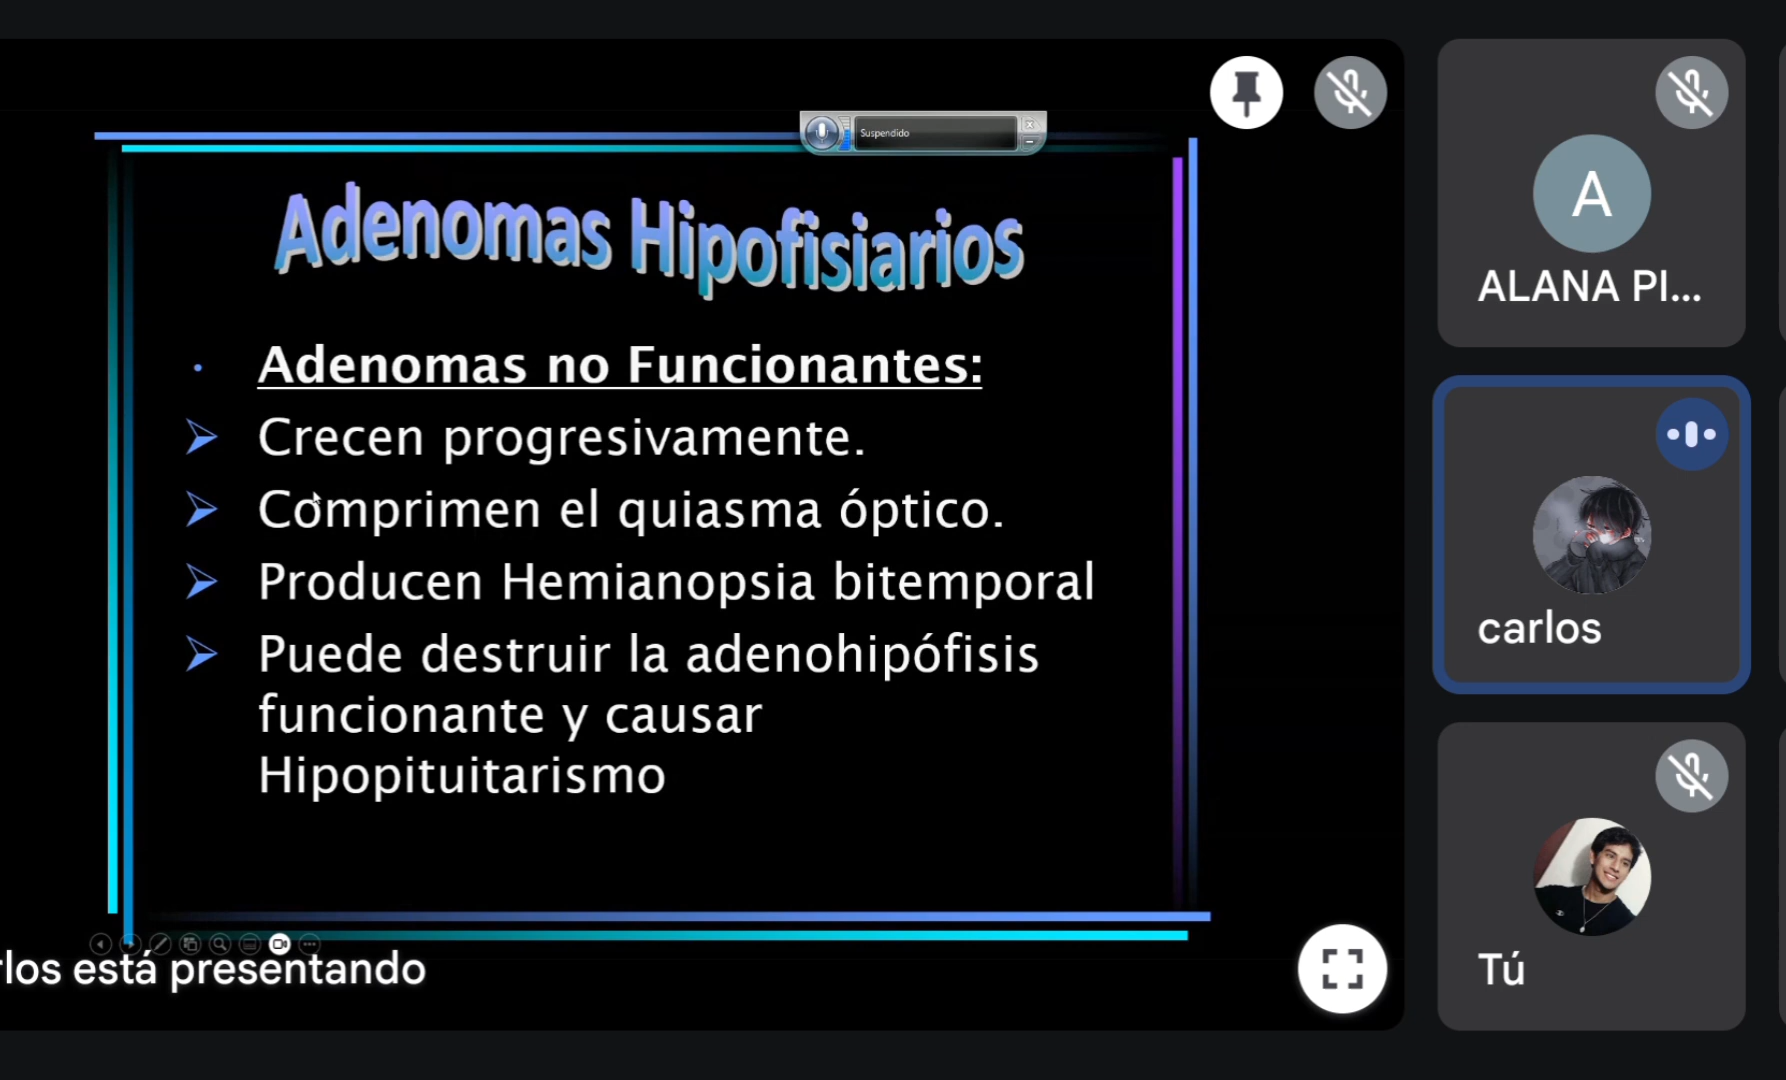 Suspendido
Adenomas Hipofisiarios
• Adenomas no Funcionantes:
➢ Crecen progresivamente.
➢ Comprimen el quiasma óptico.
➢ Producen Hemianopsia bitemporal
➢ Puede destruir la adenohipófisis
funcionante y causar
Hipopituitarismo
rlos está presentando
A
ALANA PI...
carlos
Tú